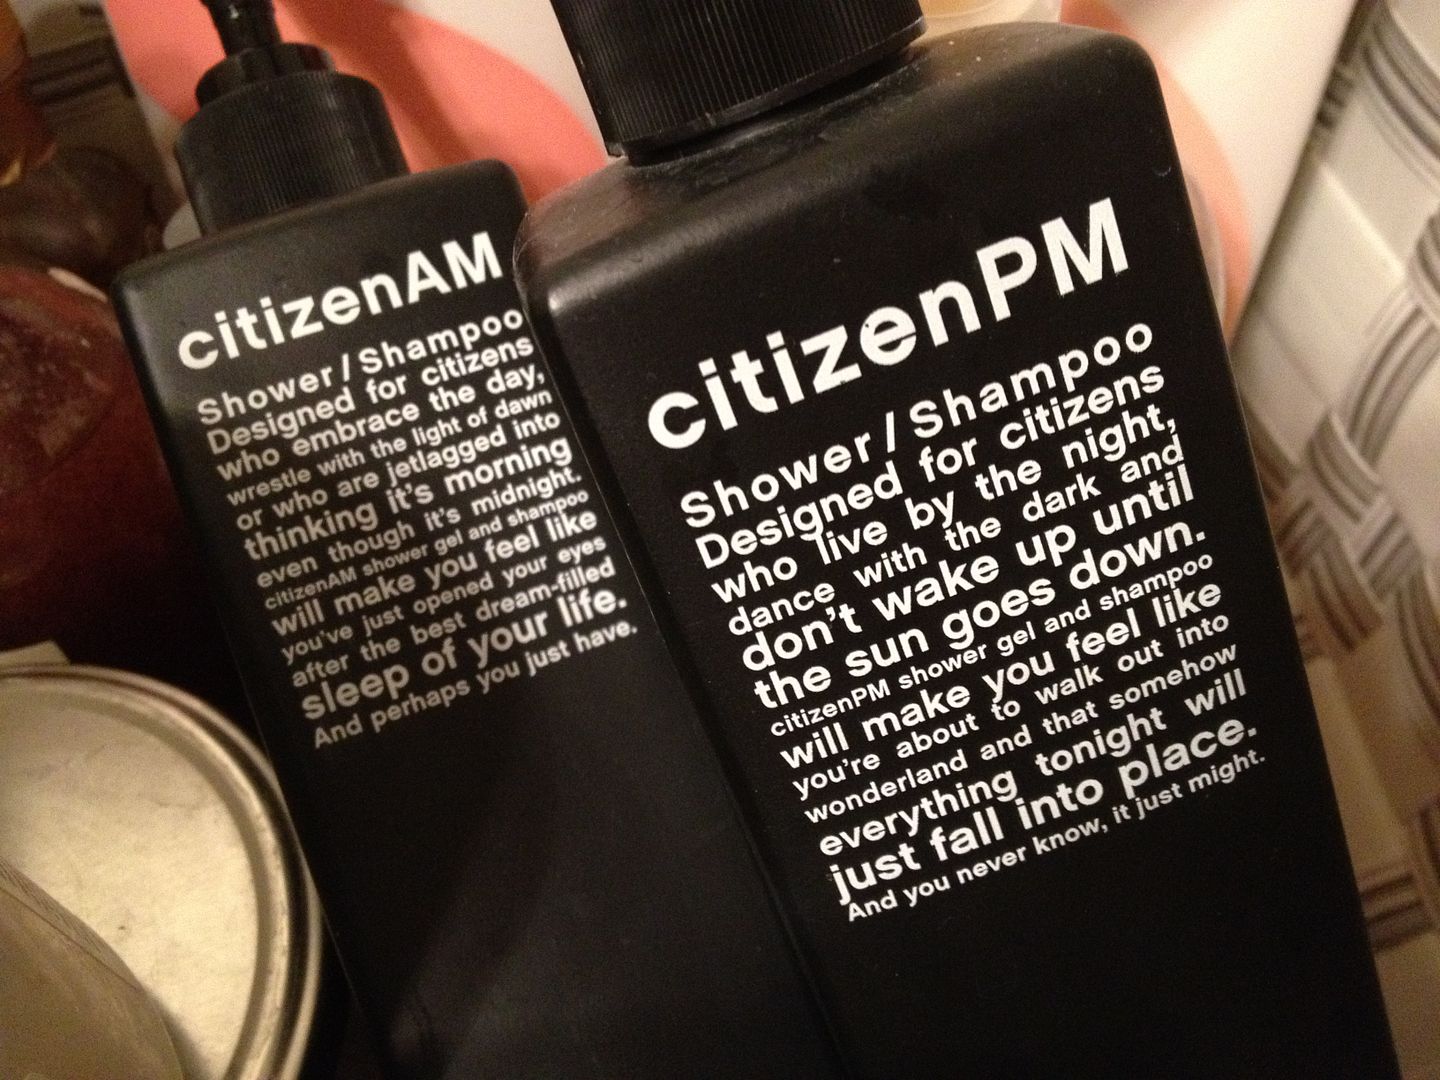 citizenAM
Shower/Shampoo
Designed for citizens
who embrace the day,
wrestle with the light of dawn
or who are jetlagged into
thinking it's morning
even though it's midnight.
citizenAM shower gel and shampoo
will make you feel like
you've just opened your eyes
after the best dream-filled
sleep of your life.
And perhaps you just have.
citizenPM
Shower/Shampoo
Designed for citizens
who live by the night,
dance with the dark and
don't wake up until
the sun goes down.
citizenPM shower gel and shampoo
will make you feel like
you're about to walk out into
wonderland and that somehow
everything tonight will
just fall into place.
And you never know, it just might.